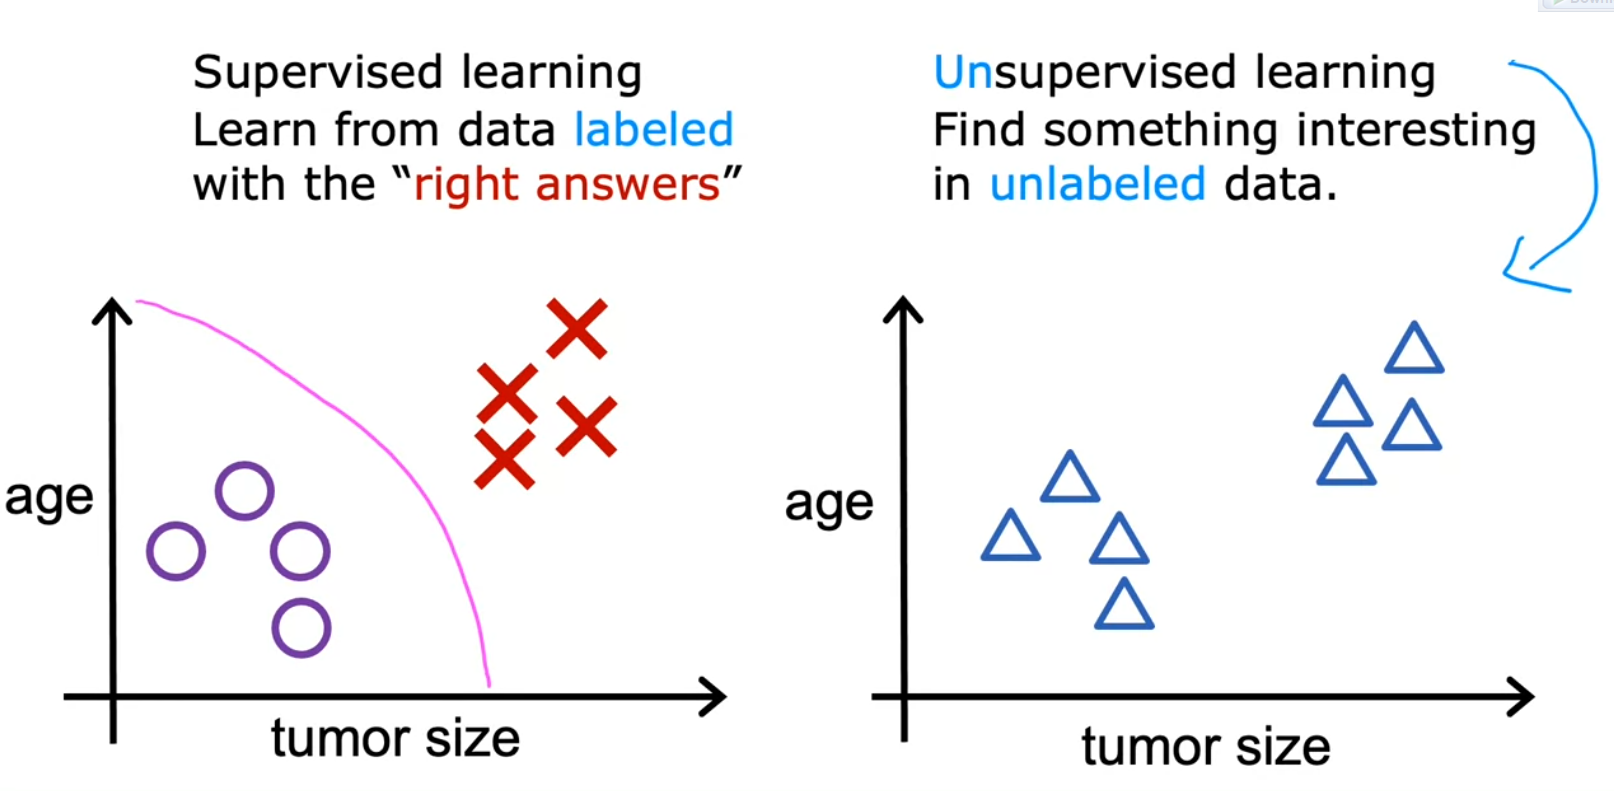 Supervised learning
Learn from data labeled
with the “right answers”
age
tumor size
Unsupervised learning
Find something interesting
in unlabeled data.
age
tumor size